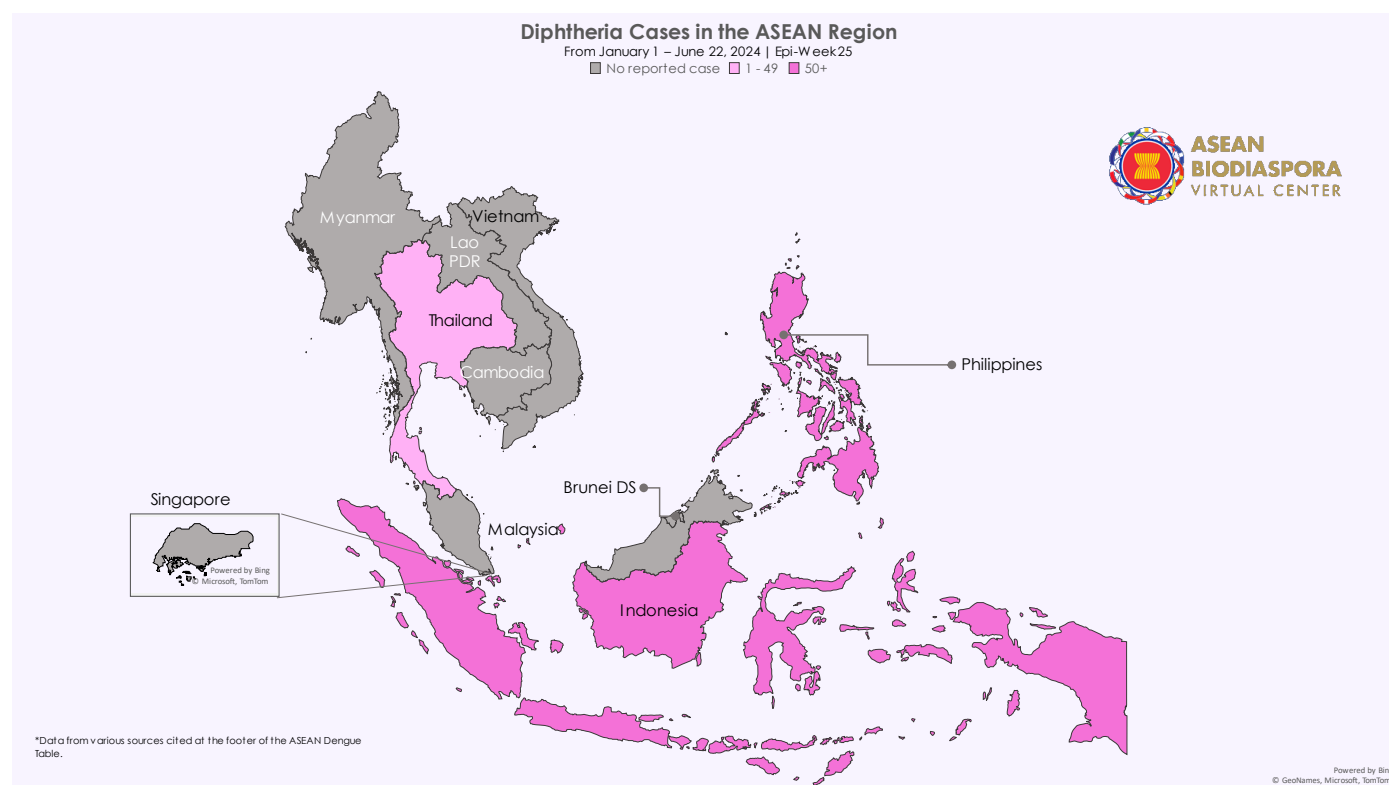 Diphtheria Cases in the ASEAN Region
From January 1 – June 22, 2024 | Epi-Week25
No reported case 1 - 49 50+
ASEAN
BIODIASPORA
VIRTUAL CENTER
Myanmar
Vietnam
Lao
PDR
Thailand
Philippines
Cambodia
Brunei DS
Singapore
Malaysia
Powered by Bing
© Microsoft, TomTom
Indonesia
*Data from various sources cited at the footer of the ASEAN Dengue
Table.
Powered by Bin
© GeoNames, Microsoft, TomTom